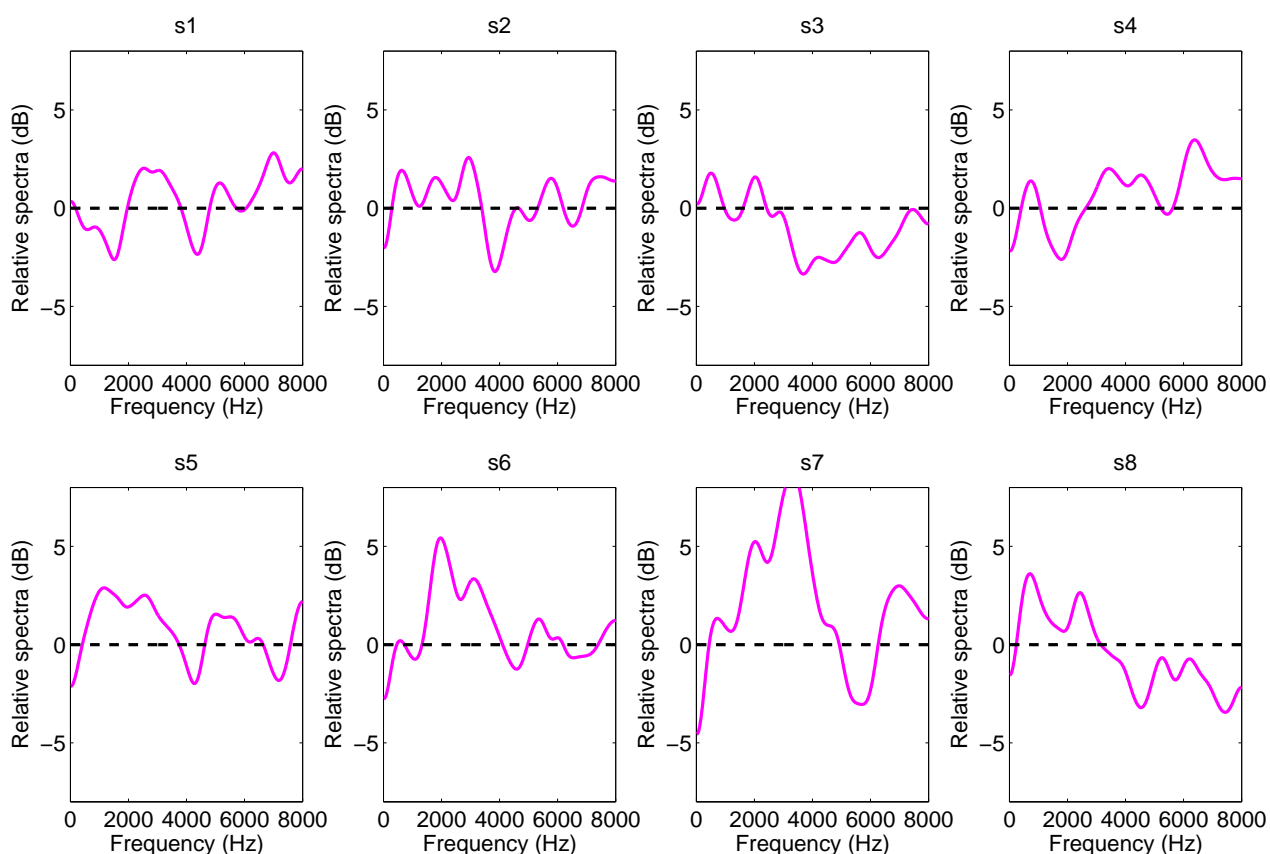 s1
s2
s3
s4
Relative spectra (dB)
5
0
−5
Relative spectra (dB)
5
0
−5
Relative spectra (dB)
5
0
−5
Relative spectra (dB)
5
0
−5
0 2000 4000 6000 8000
0 2000 4000 6000 8000
0 2000 4000 6000 8000
0 2000 4000 6000 8000
Frequency (Hz)
Frequency (Hz)
Frequency (Hz)
Frequency (Hz)
s5
s6
s7
s8
Relative spectra (dB)
5
0
−5
Relative spectra (dB)
5
0
−5
Relative spectra (dB)
5
0
−5
Relative spectra (dB)
5
0
−5
0 2000 4000 6000 8000
0 2000 4000 6000 8000
0 2000 4000 6000 8000
0 2000 4000 6000 8000
Frequency (Hz)
Frequency (Hz)
Frequency (Hz)
Frequency (Hz)